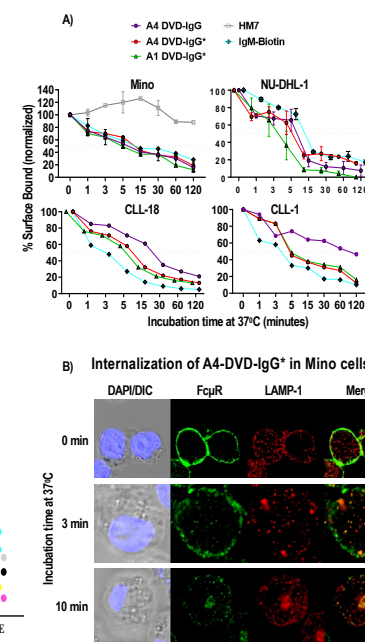 A)
A4 DVD-IgG
HM7
A4 DVD-IgG*
IgM-Biotin
A1 DVD-IgG*
Mino
NU-DHL-1
% Surface Bound (normalized)
140
120
100
80
60
40
20
0
0 1 3 5 15 30 60 120
100
80
60
40
20
0
0 1 3 5 15 30 60 120
CLL-18
CLL-1
100
80
60
40
20
0
0 1 3 5 15 30 60 120
100
80
60
40
20
0
0 1 3 5 15 30 60 120
Incubation time at 37⁰C (minutes)
B) Internalization of A4-DVD-IgG* in Mino cells
DAPI/DIC FcμR LAMP-1 Mer
Incubation time at 37⁰C
0 min
3 min
10 min
E